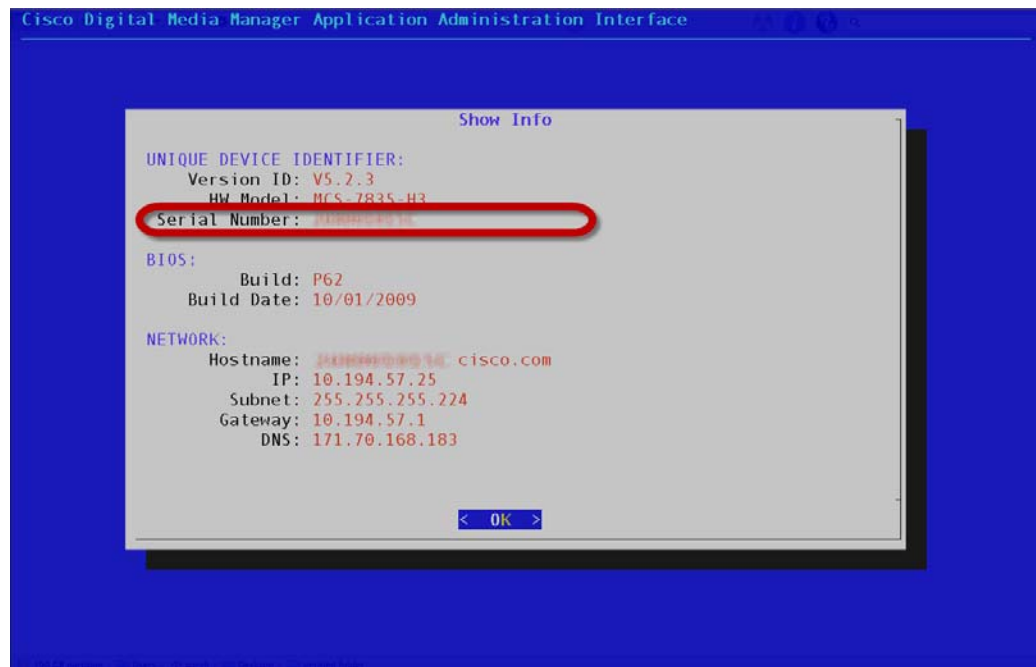 Cisco Digital Media Manager Application Administration Interface
Show Info
UNIQUE DEVICE IDENTIFIER:
Version ID: V5.2.3
HW Model: MCS-7835-H3
Serial Number:
BIOS:
Build: P62
Build Date: 10/01/2009
NETWORK:
Hostname: cisco.com
IP: 10.194.57.25
Subnet: 255.255.255.224
Gateway: 10.194.57.1
DNS: 171.70.168.183
< OK >